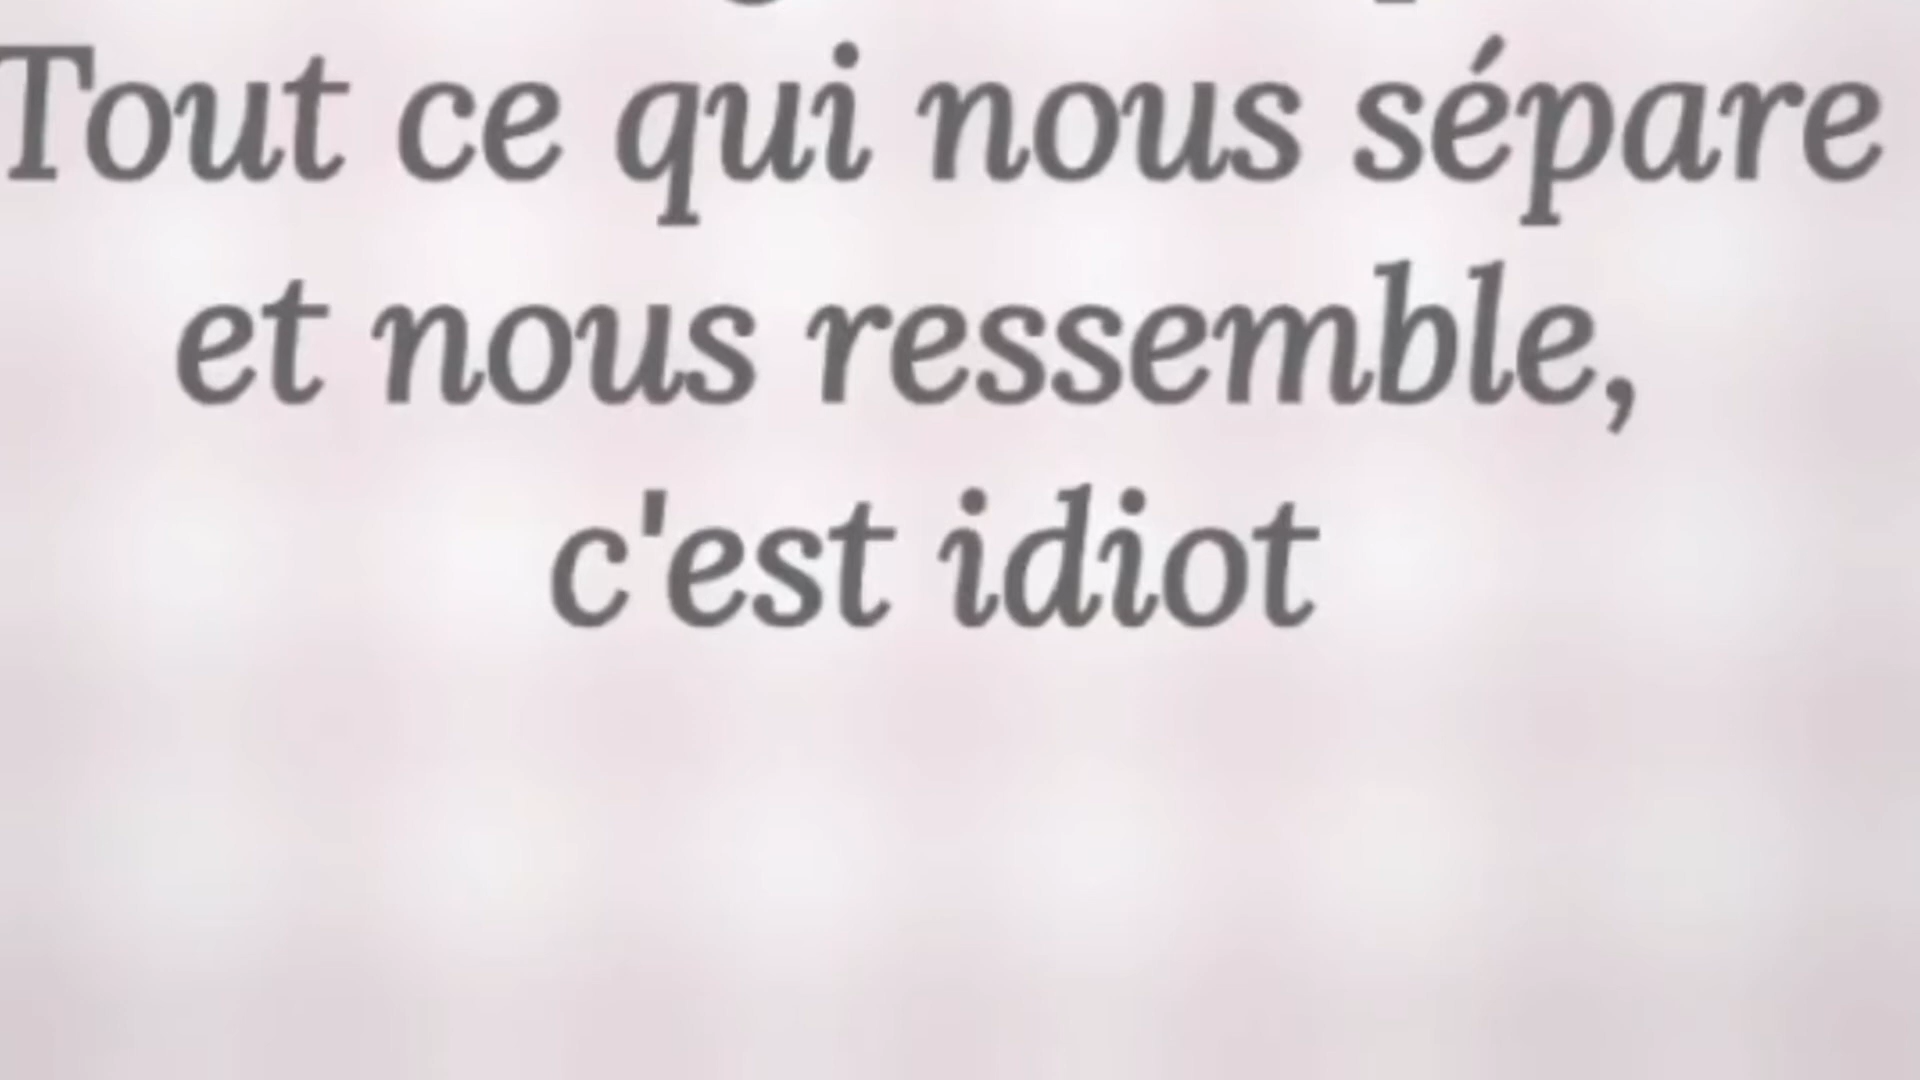 Tout ce qui nous sépare
et nous ressemble,
c'est idiot